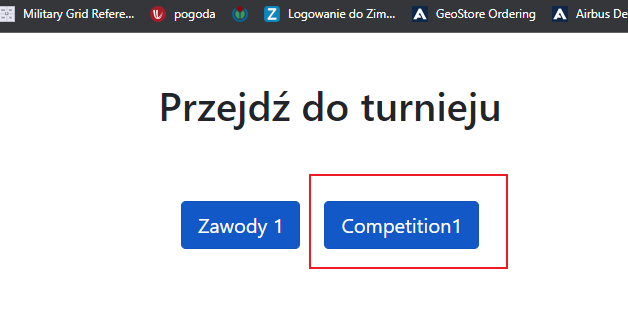 Military Grid Refere... pogoda Logowanie do Zim... GeoStore Ordering Airbus De
Przejdź do turnieju
Zawody 1 Competition1